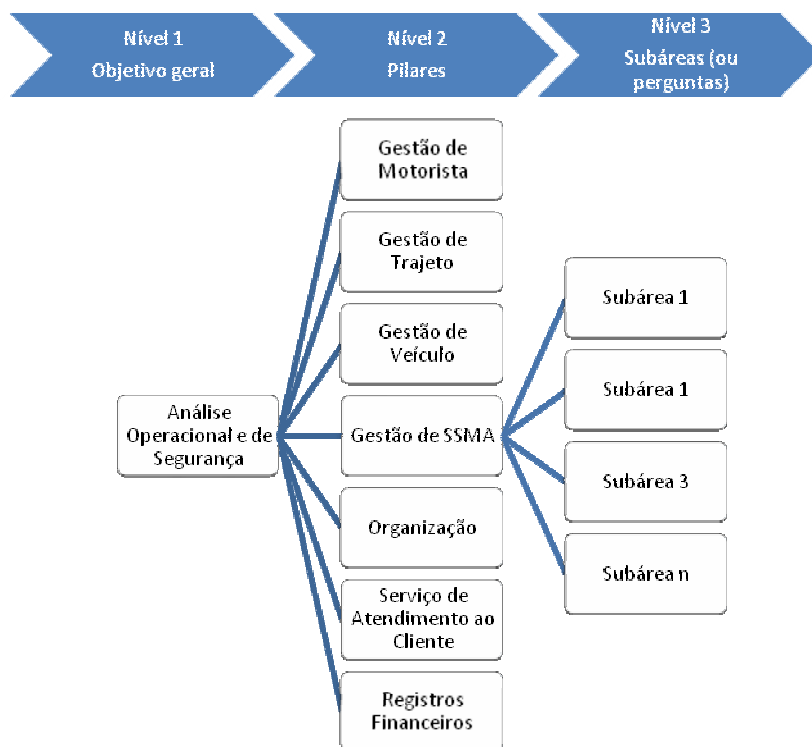 Nível 1
Objetivo geral
Nível 2
Pilares
Nível 3
Subáreas (ou
perguntas)
Gestão de
Motorista
Gestão de
Trajeto
Gestão de
Veículo
Análise
Operacional e de
Segurança
Gestão de SSMA
Organização
Serviço de
Atendimento ao
Cliente
Registros
Financeiros
Subárea 1
Subárea 1
Subárea 3
Subárea n